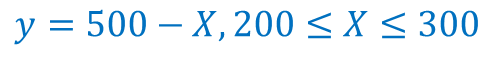 y = 500 − X, 200 ≤ X ≤ 300